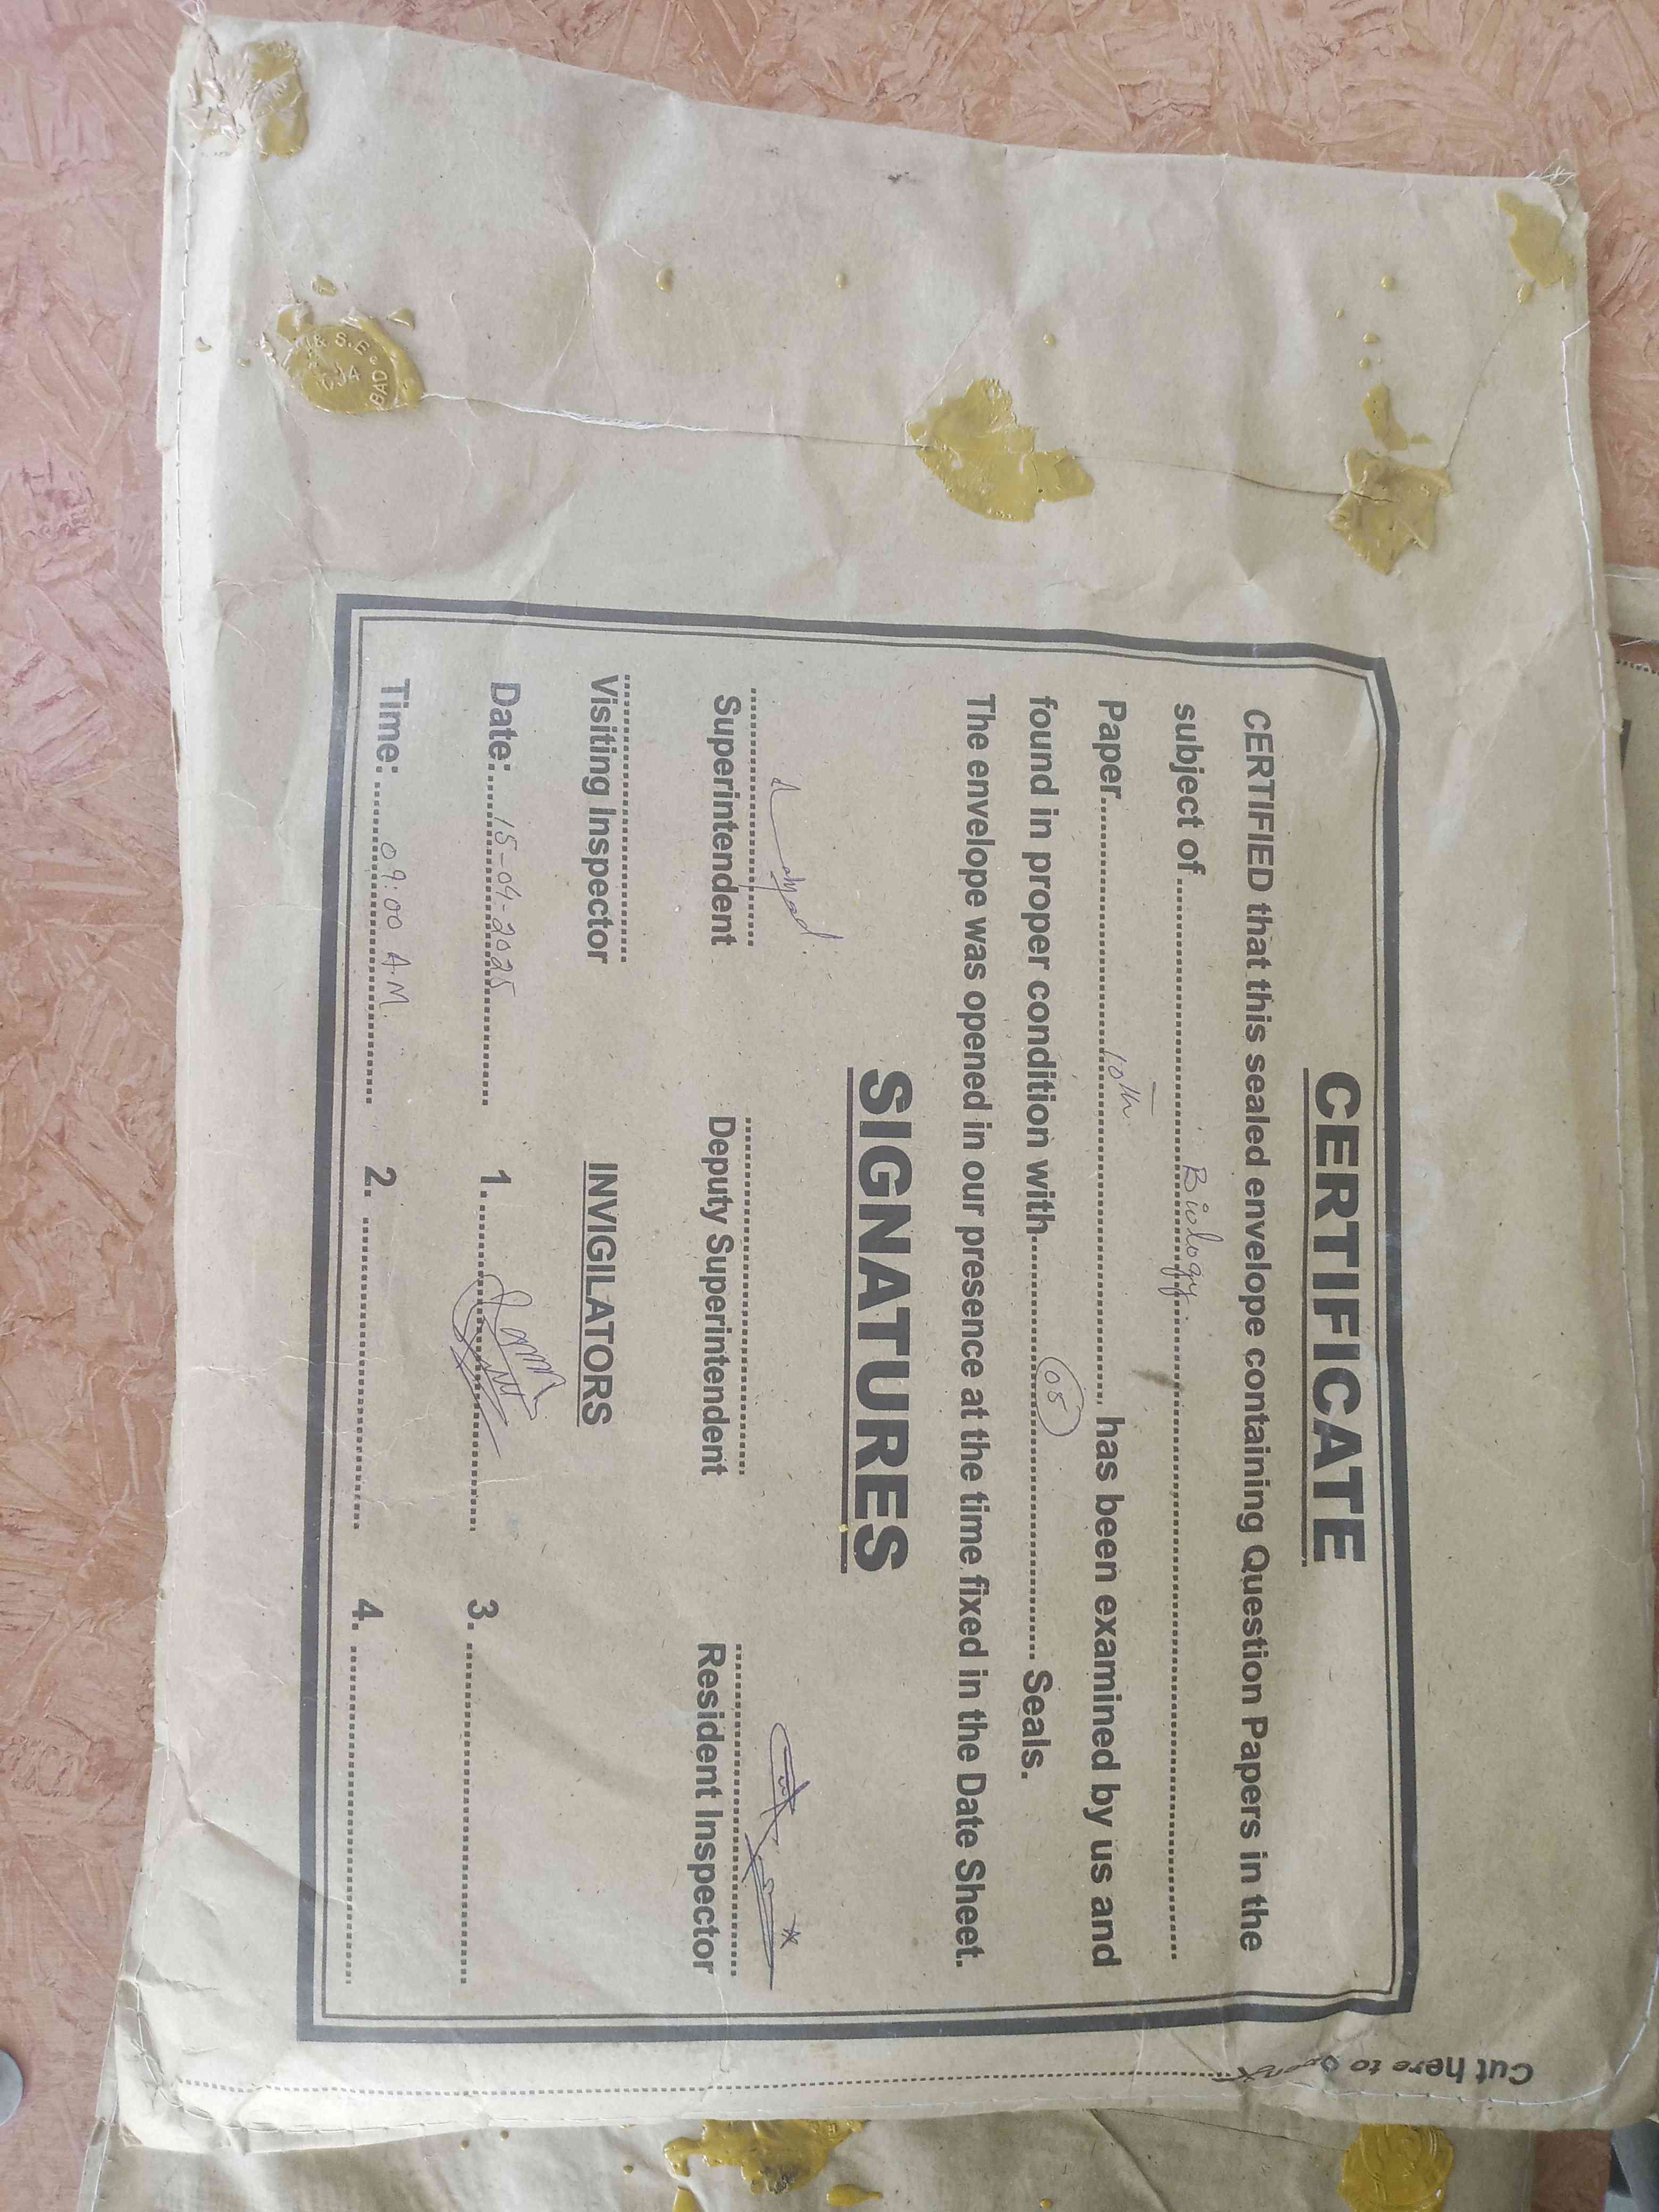 CERTIFICATE
CERTIFIED that this sealed envelope containing Question Papers in the
subject of.................Biology.................
Paper.................10th................., has been examined by us and
found in proper condition with.................05................. Seals.
The envelope was opened in our presence at the time fixed in the Date Sheet.
SIGNATURES
Superintendent Deputy Superintendent Resident Inspector
Visiting Inspector INVIGILATORS
Date:.....15-04-2025..... 1. 3.
Time:.....09:00 A.M...... 2. 4.
Cut here to
& S.E